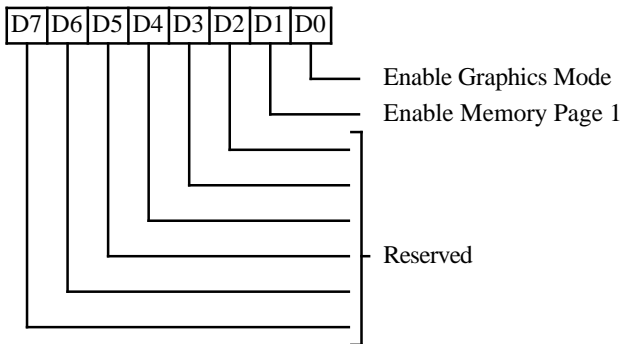 D7 D6 D5 D4 D3 D2 D1 D0
Enable Graphics Mode
Enable Memory Page 1
Reserved